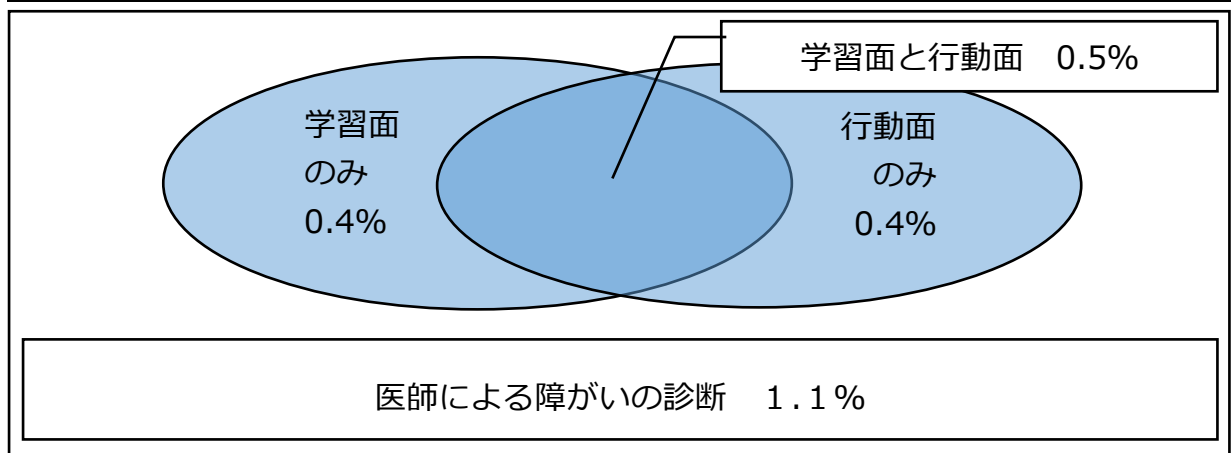 学習面と行動面　0.5%
学習面
のみ
0.4%
行動面
のみ
0.4%
医師による障がいの診断　１.１％